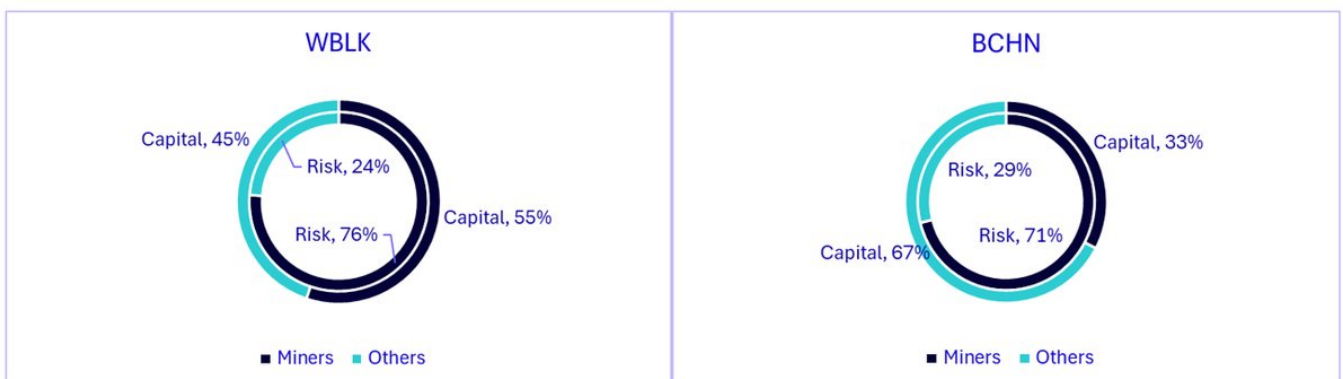 WBLK
Capital, 45%
Risk, 24%
Risk, 76%
Capital, 55%
Miners
Others
BCHN
Capital, 33%
Risk, 29%
Risk, 71%
Capital, 67%
Miners
Others